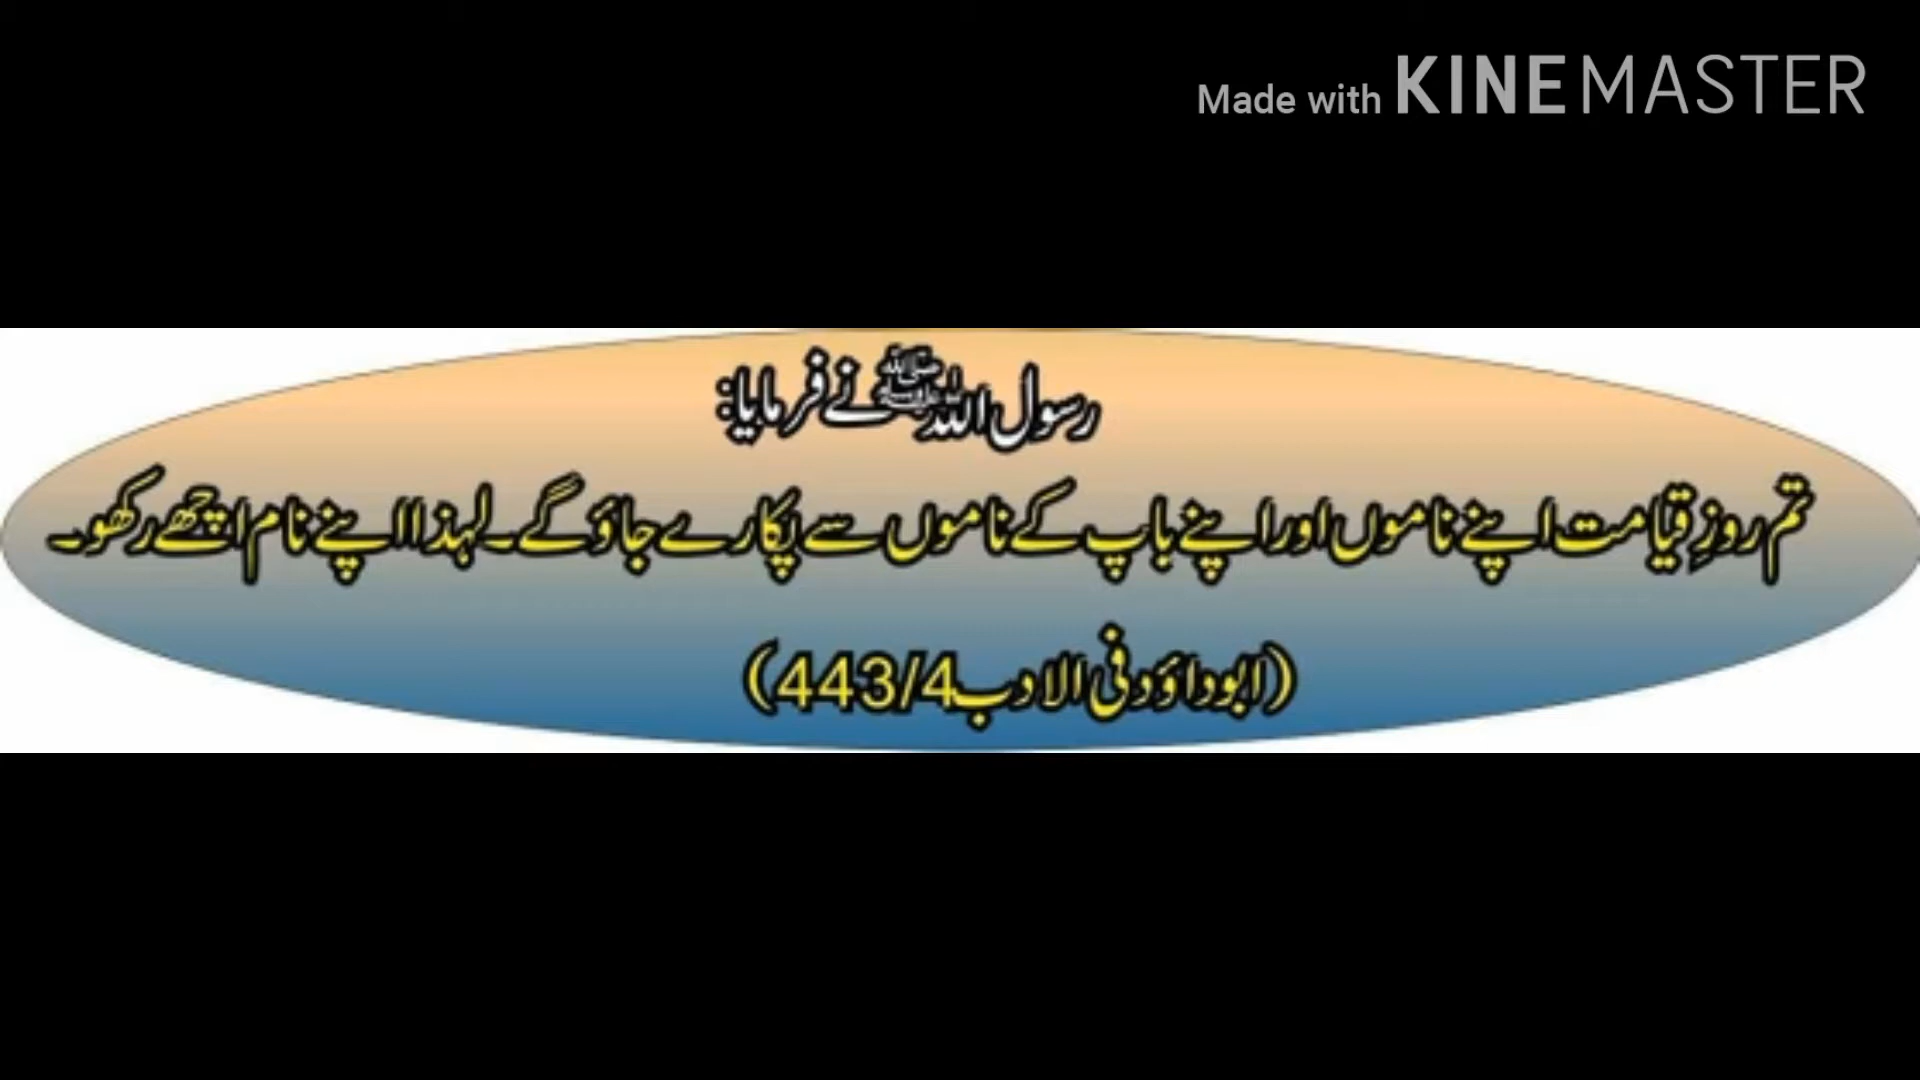 Made with KINEMASTER
رسول اللہ ﷺ نے فرمایا:
تم روزِ قیامت اپنے ناموں اور اپنے باپ کے ناموں سے پکارے جاؤ گے۔ لہذا اپنے نام اچھے رکھو۔
(ابوداؤد فی الادب 443/4)